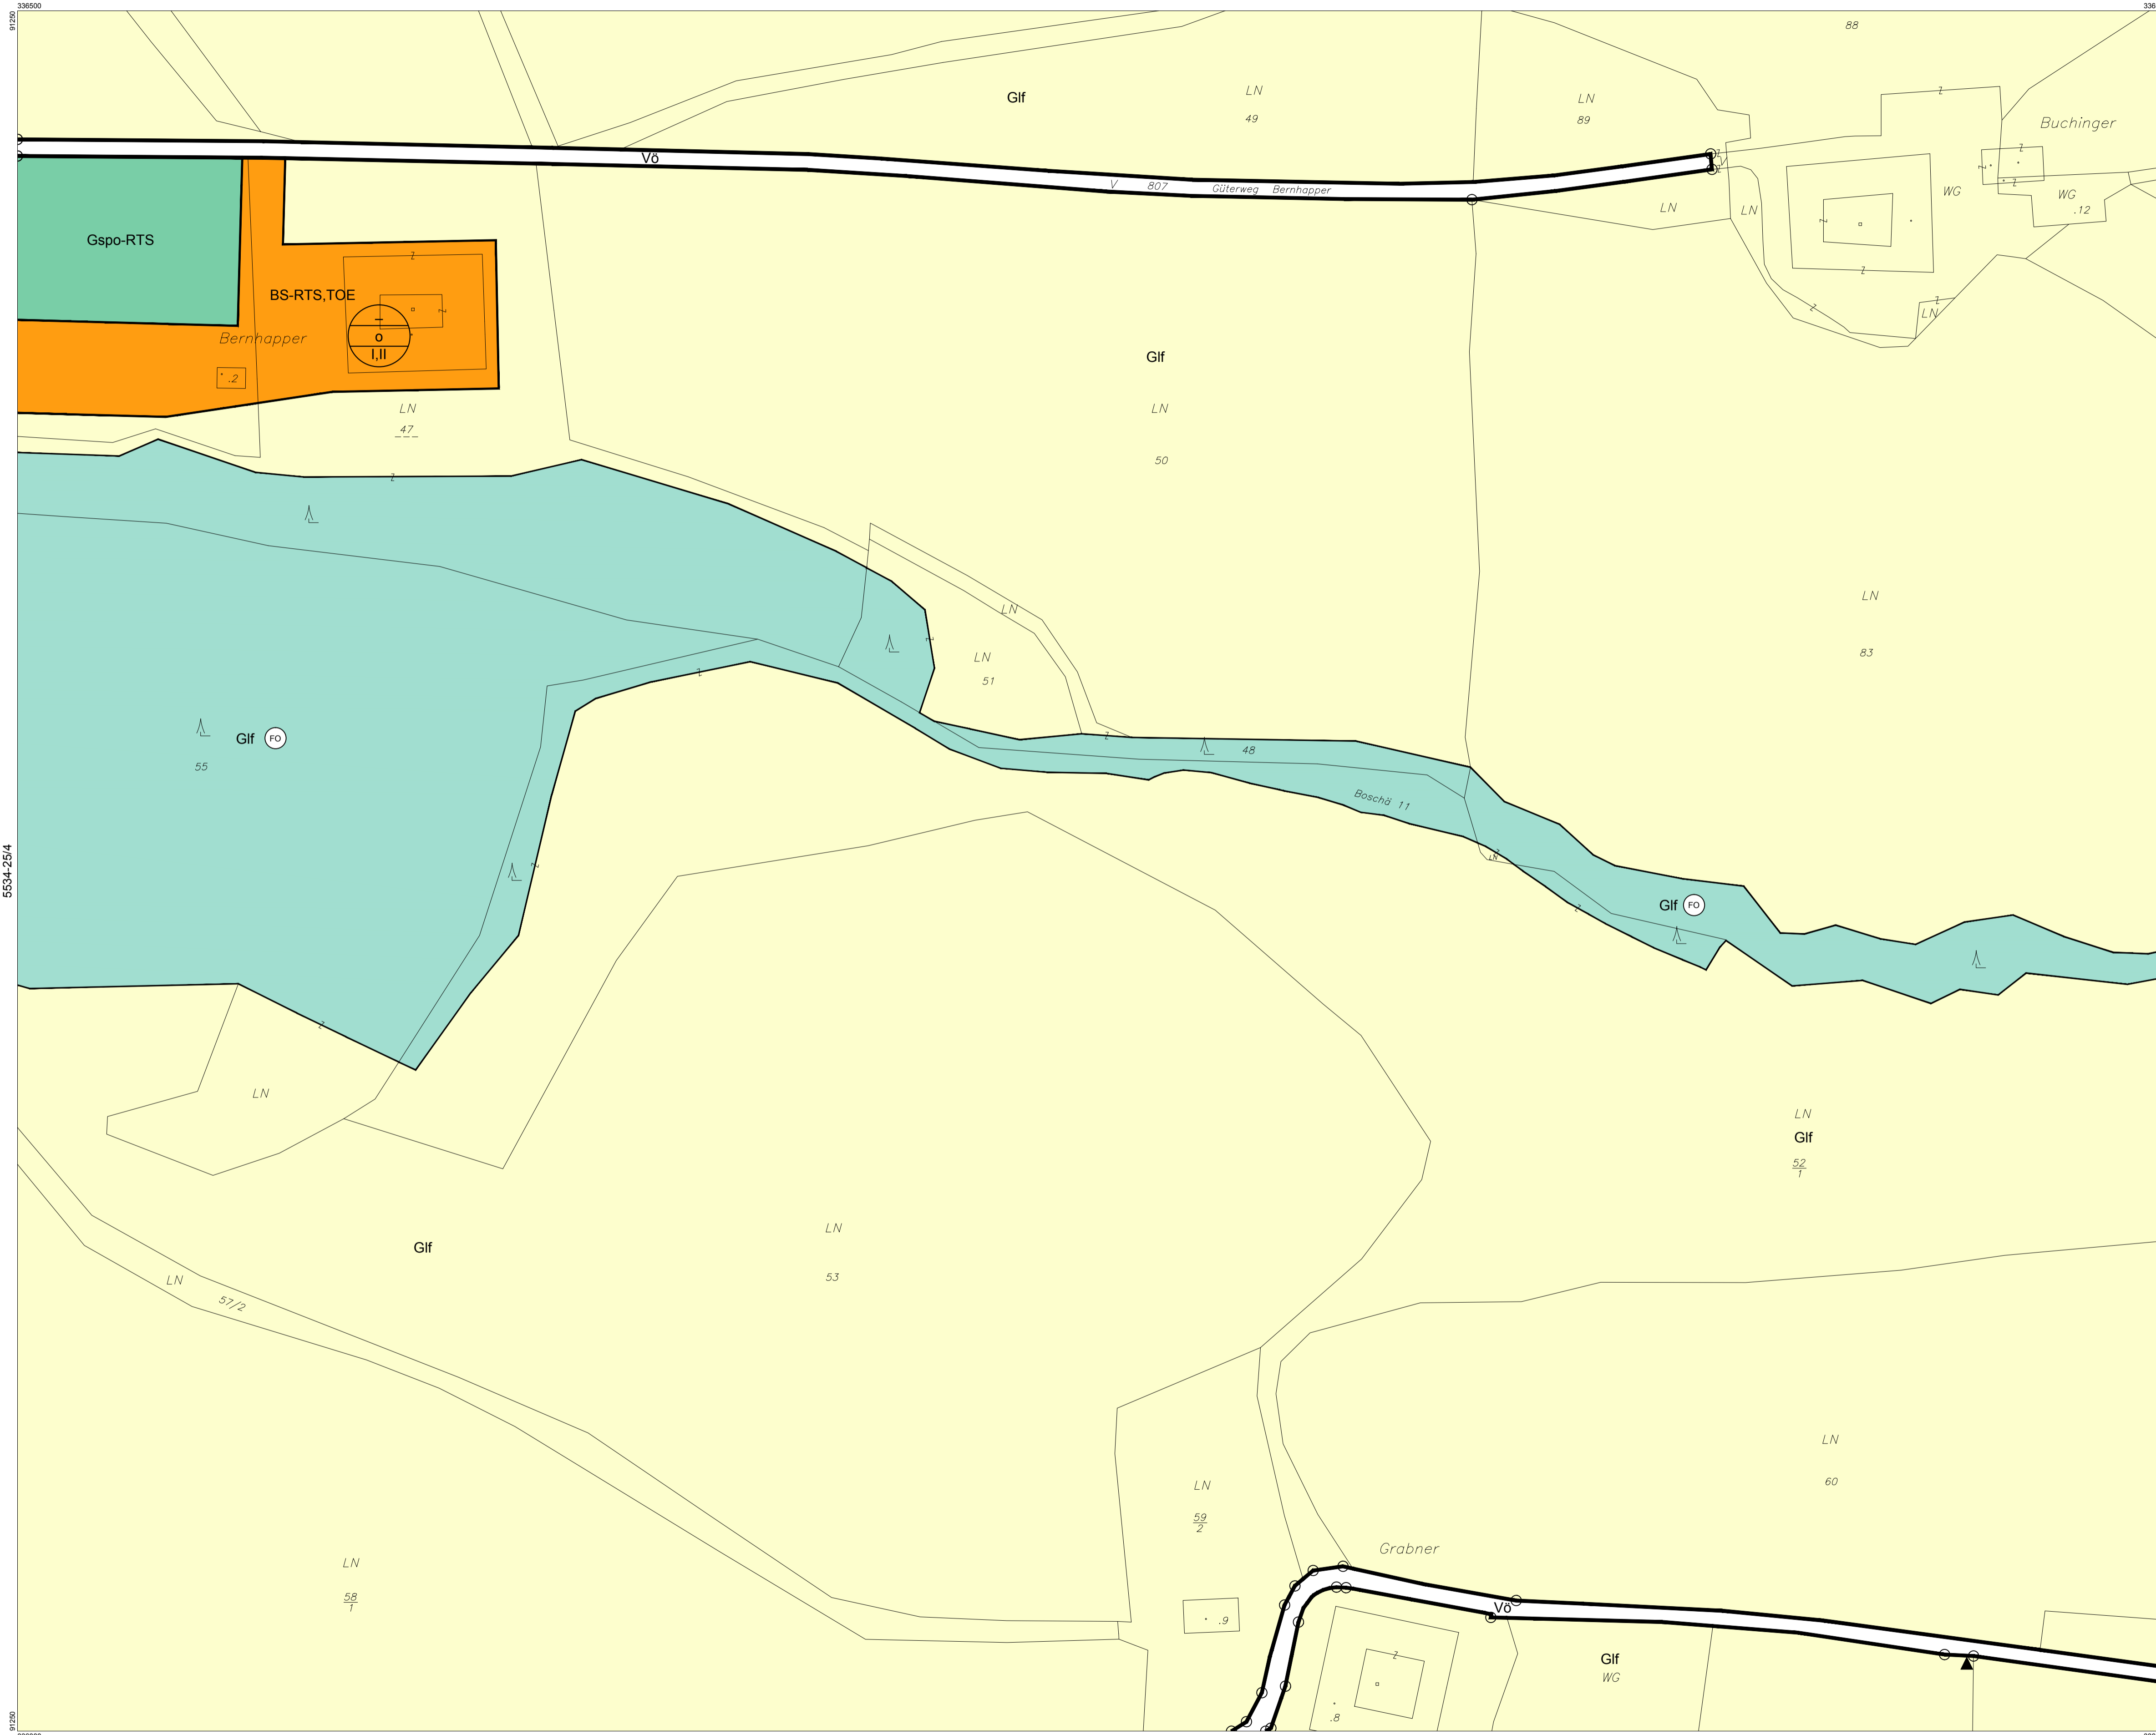 336500
91250
88
Glf
LN
49
LN
89
Buchinger
Vö
V 807 Güterweg Bernhapper
V
WG
WG
.12
LN
LN
Gspo-RTS
BS-RTS,TOE
–
o
I,II
Bernhapper
.2
LN
Glf
LN
47
LN
50
LN
83
LN
LN
51
Glf FO
55
48
Boschä 11
LN
Glf FO
5534-25/4
LN
LN
Glf
52
1
LN
Glf
53
LN
57/2
LN
60
LN
59
2
Grabner
LN
58
1
Vö
.9
Glf
WG
.8
91250